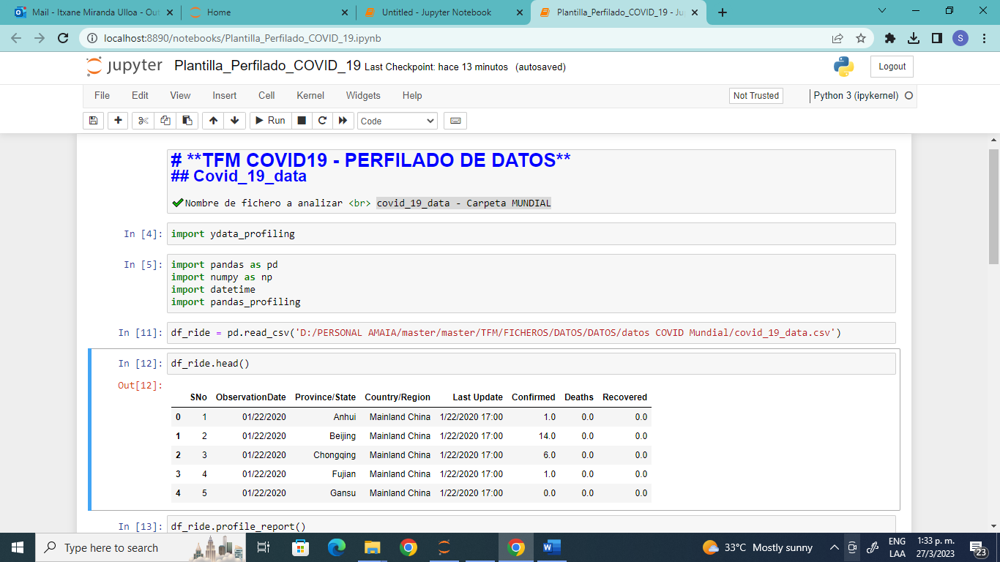 Mail - Itxane Miranda Ulloa - Out
Home
Untitled - Jupyter Notebook
Plantilla_Perfilado_COVID_19 - Ju
localhost:8890/notebooks/Plantilla_Perfilado_COVID_19.ipynb
S
jupyter Plantilla_Perfilado_COVID_19 Last Checkpoint: hace 13 minutos (autosaved)
Logout
File Edit View Insert Cell Kernel Widgets Help
Not Trusted
Python 3 (ipykernel)
Run
Code
# **TFM COVID19 - PERFILADO DE DATOS**
## Covid_19_data
✔Nombre de fichero a analizar <br> covid_19_data - Carpeta MUNDIAL
In [4]: import ydata_profiling
In [5]: import pandas as pd
import numpy as np
import datetime
import pandas_profiling
In [11]: df_ride = pd.read_csv('D:/PERSONAL AMAIA/master/master/TFM/FICHEROS/DATOS/DATOS/datos COVID Mundial/covid_19_data.csv')
In [12]: df_ride.head()
Out[12]:
SNo ObservationDate Province/State Country/Region Last Update Confirmed Deaths Recovered
0 1 01/22/2020 Anhui Mainland China 1/22/2020 17:00 1.0 0.0 0.0
1 2 01/22/2020 Beijing Mainland China 1/22/2020 17:00 14.0 0.0 0.0
2 3 01/22/2020 Chongqing Mainland China 1/22/2020 17:00 6.0 0.0 0.0
3 4 01/22/2020 Fujian Mainland China 1/22/2020 17:00 1.0 0.0 0.0
4 5 01/22/2020 Gansu Mainland China 1/22/2020 17:00 0.0 0.0 0.0
In [13]: df_ride.profile_report()
Type here to search
33°C Mostly sunny
ENG
LAA
1:33 p. m.
27/3/2023
23